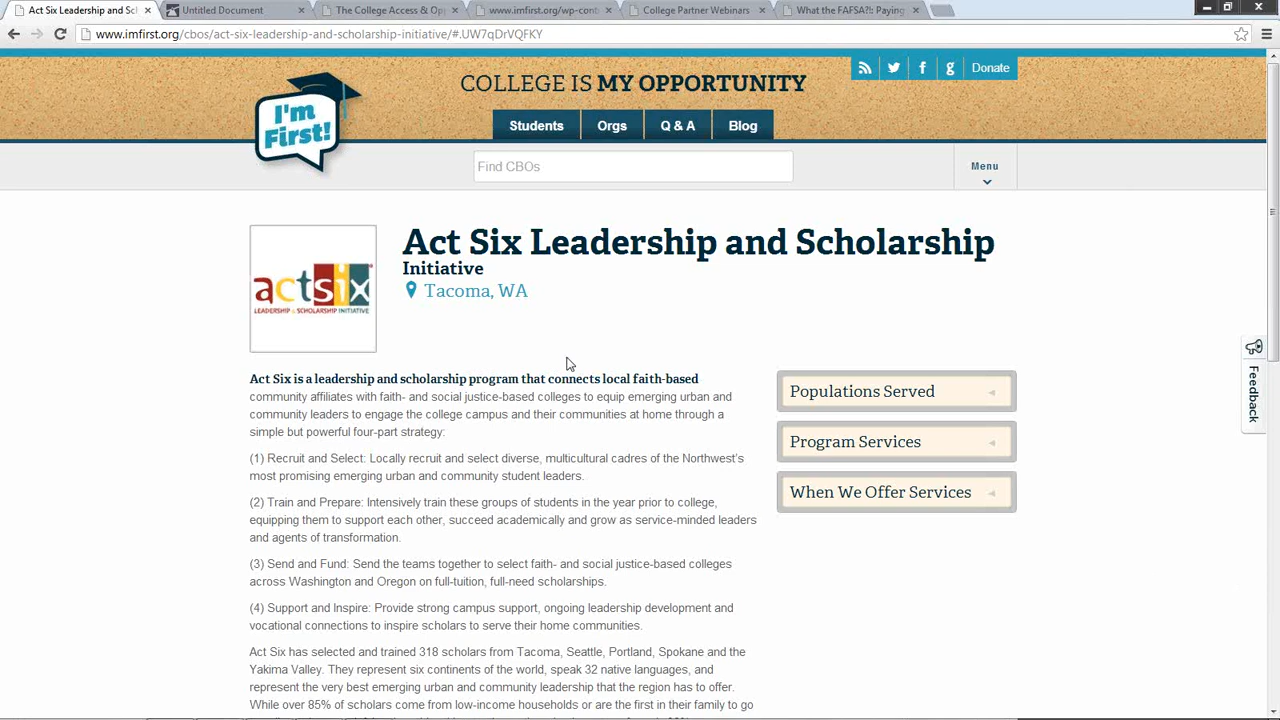 Act Six Leadership and Sc
Untitled Document
The College Access & Op
www.imfirst.org/wp-cont
College Partner Webinars
What the FAFSA?: Paying
www.imfirst.org/cbos/act-six-leadership-and-scholarship-initiative/#.UW7qDrVQFKY
COLLEGE IS MY OPPORTUNITY
g
Donate
I'm
First!
Students
Orgs
Q & A
Blog
Find CBOs
Menu
Act Six Leadership and Scholarship
Initiative
Tacoma, WA
actsix
LEADERSHIP & SCHOLARSHIP INITIATIVE
Act Six is a leadership and scholarship program that connects local faith-based
community affiliates with faith- and social justice-based colleges to equip emerging urban and
community leaders to engage the college campus and their communities at home through a
simple but powerful four-part strategy:
(1) Recruit and Select: Locally recruit and select diverse, multicultural cadres of the Northwest's
most promising emerging urban and community student leaders.
(2) Train and Prepare: Intensively train these groups of students in the year prior to college,
equipping them to support each other, succeed academically and grow as service-minded leaders
and agents of transformation.
(3) Send and Fund: Send the teams together to select faith- and social justice-based colleges
across Washington and Oregon on full-tuition, full-need scholarships.
(4) Support and Inspire: Provide strong campus support, ongoing leadership development and
vocational connections to inspire scholars to serve their home communities.
Act Six has selected and trained 318 scholars from Tacoma, Seattle, Portland, Spokane and the
Yakima Valley. They represent six continents of the world, speak 32 native languages, and
represent the very best emerging urban and community leadership that the region has to offer.
While over 85% of scholars come from low-income households or are the first in their family to go
Populations Served
Program Services
When We Offer Services
Feedback